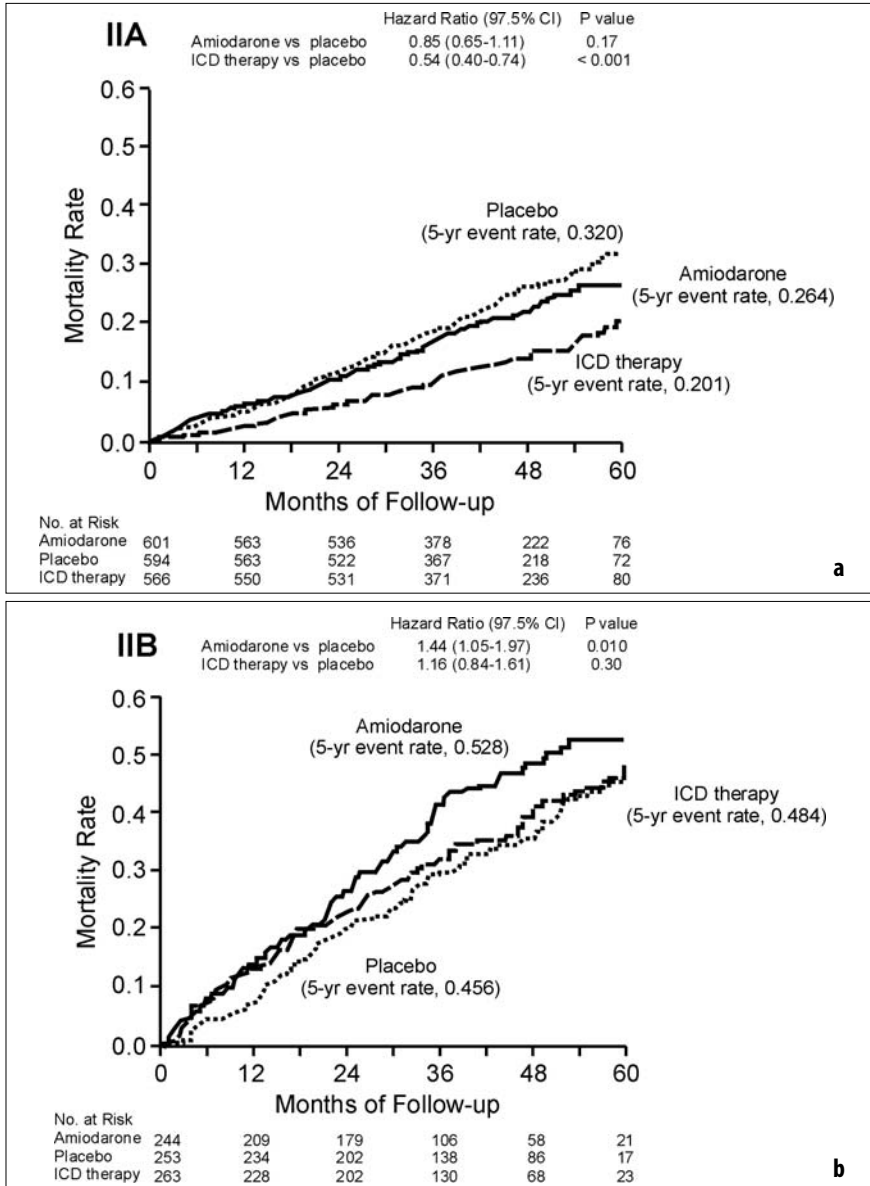 IIA
Hazard Ratio (97.5% CI) P value
Amiodarone vs placebo 0.85 (0.65-1.11) 0.17
ICD therapy vs placebo 0.54 (0.40-0.74) < 0.001
0.6
0.5
0.4
0.3
0.2
0.1
0.0
Mortality Rate
Placebo
(5-yr event rate, 0.320)
Amiodarone
(5-yr event rate, 0.264)
ICD therapy
(5-yr event rate, 0.201)
0 12 24 36 48 60
Months of Follow-up
No. at Risk
Amiodarone 601 563 536 378 222 76
Placebo 594 563 522 367 218 72
ICD therapy 566 550 531 371 236 80
a
IIB
Hazard Ratio (97.5% CI) P value
Amiodarone vs placebo 1.44 (1.05-1.97) 0.010
ICD therapy vs placebo 1.16 (0.84-1.61) 0.30
0.6
0.5
0.4
0.3
0.2
0.1
0.0
Mortality Rate
Amiodarone
(5-yr event rate, 0.528)
ICD therapy
(5-yr event rate, 0.484)
Placebo
(5-yr event rate, 0.456)
0 12 24 36 48 60
Months of Follow-up
No. at Risk
Amiodarone 244 209 179 106 58 21
Placebo 253 234 202 138 86 17
ICD therapy 263 228 202 130 68 23
b